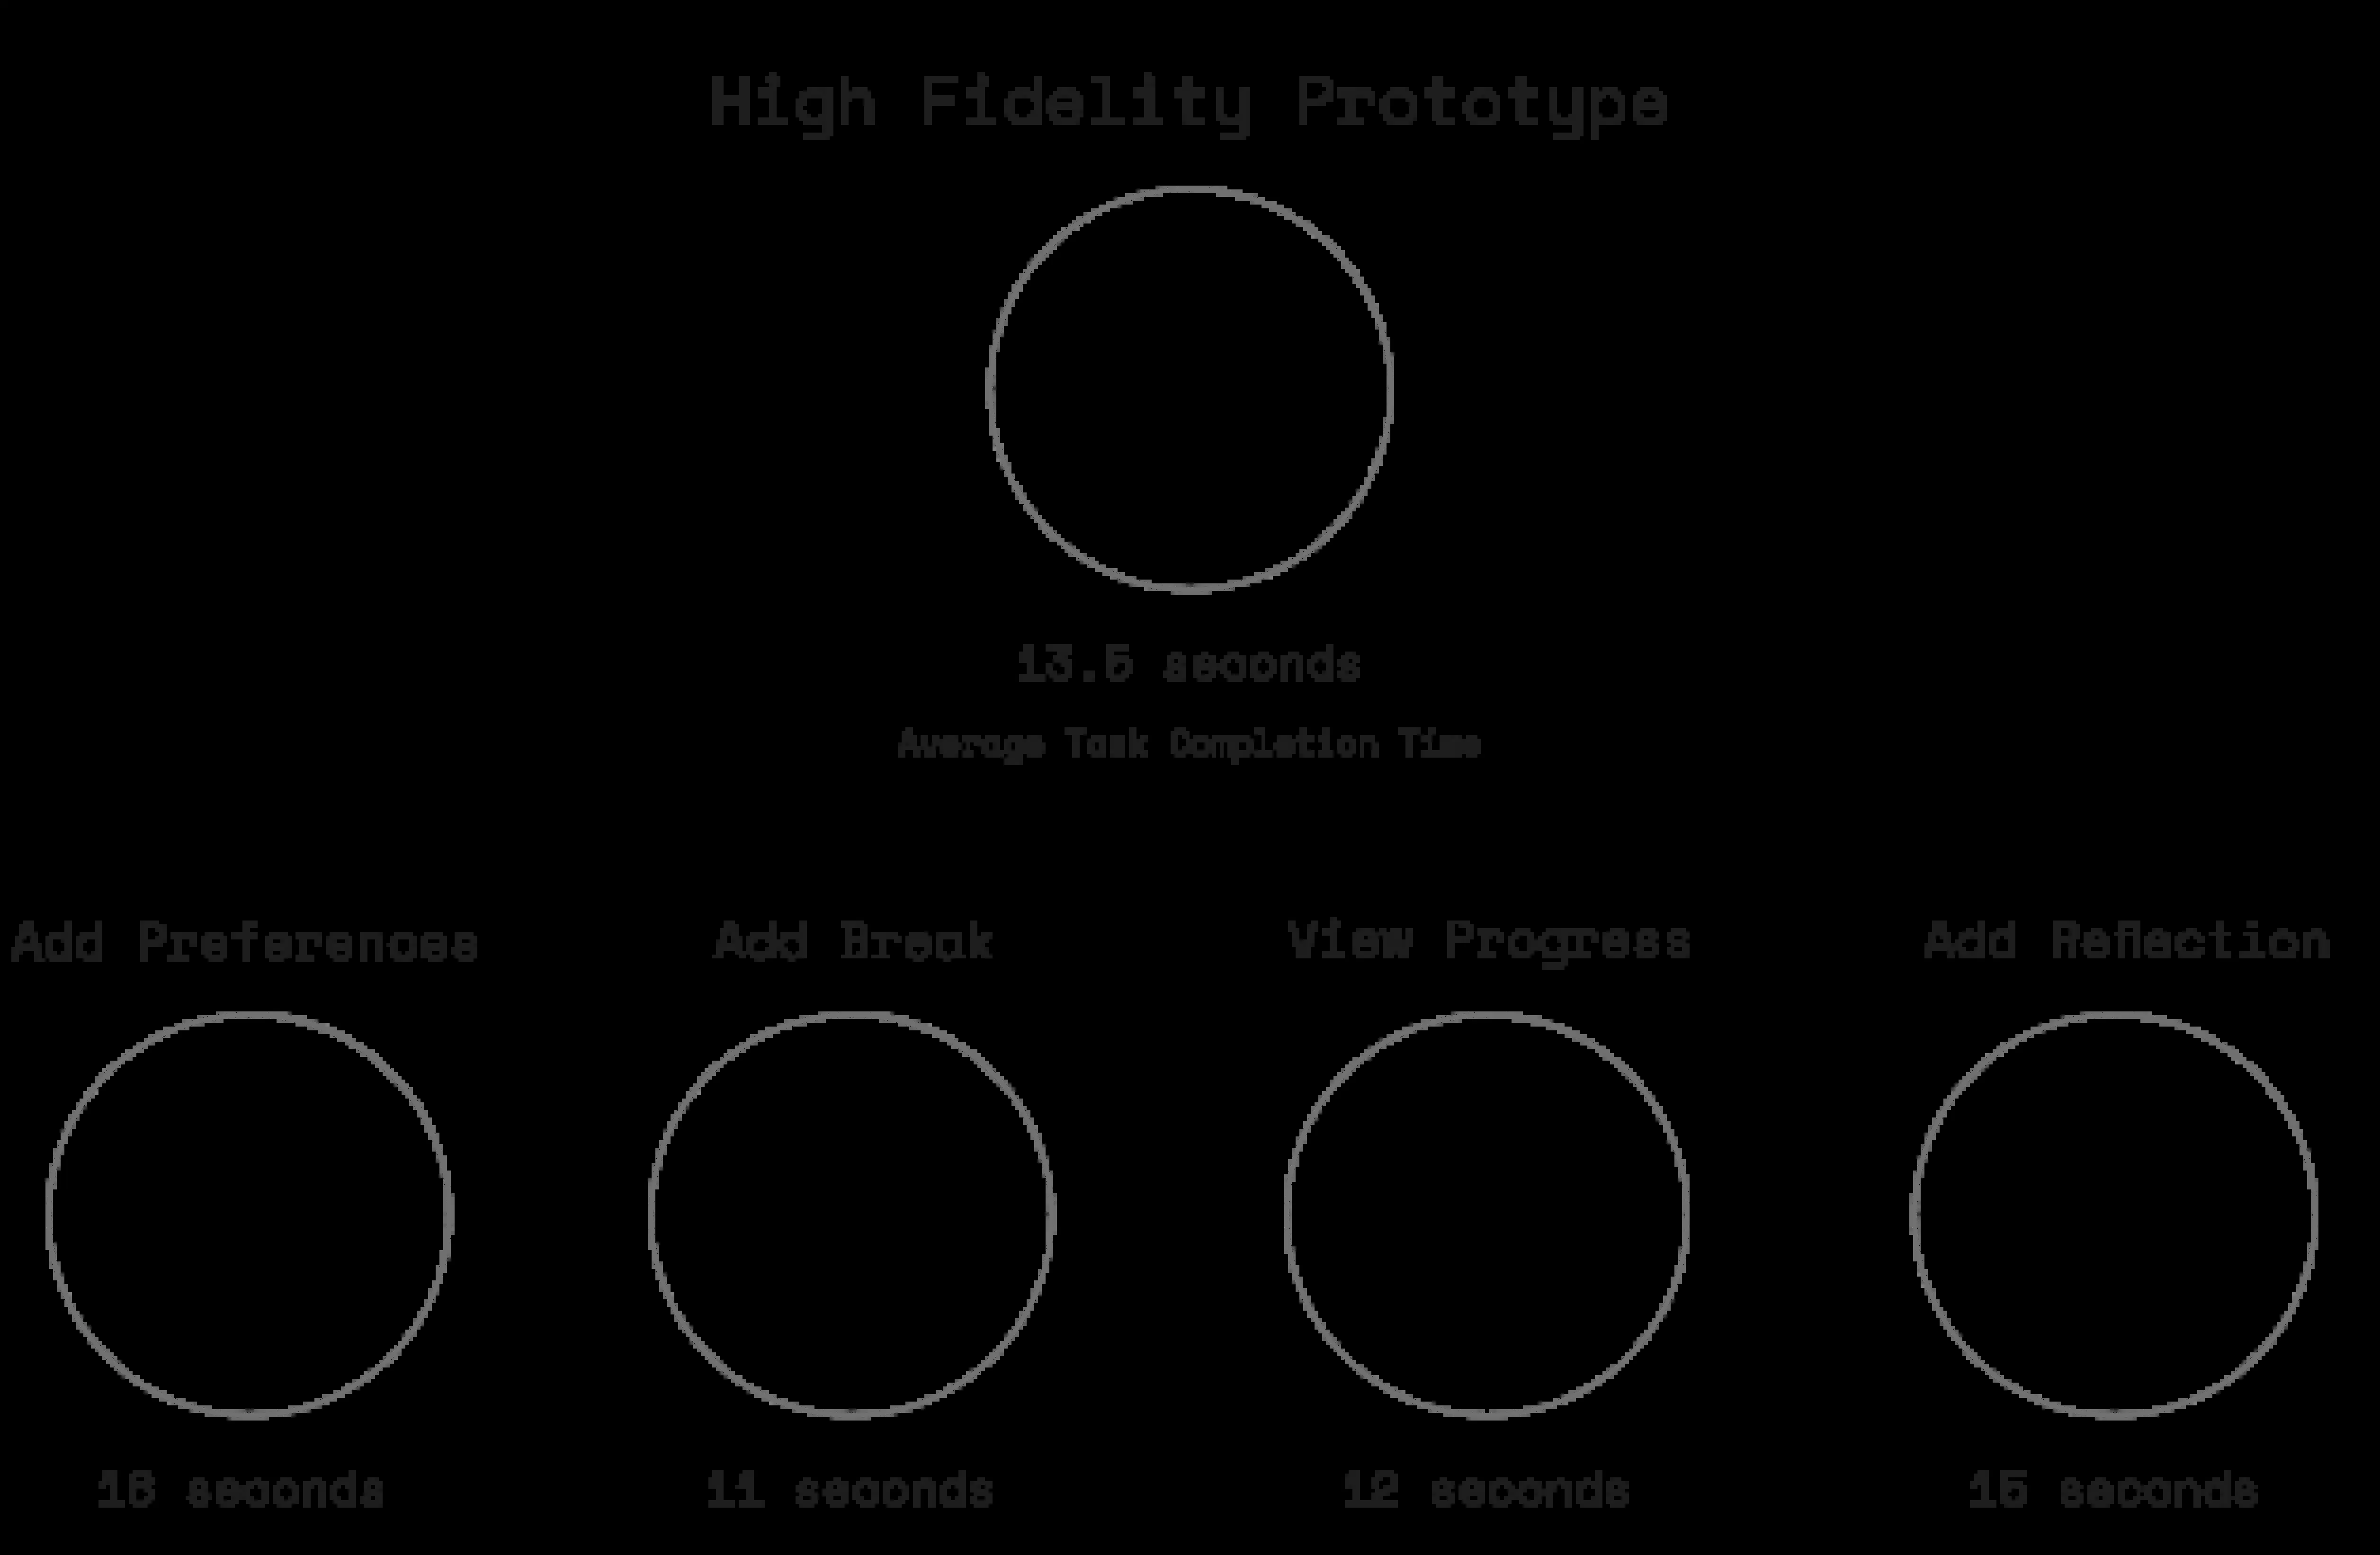 High Fidelity Prototype
13.5 seconds
Average Task Completion Time
Add Preferences
Add Break
View Progress
Add Reflection
16 seconds
11 seconds
12 seconds
15 seconds